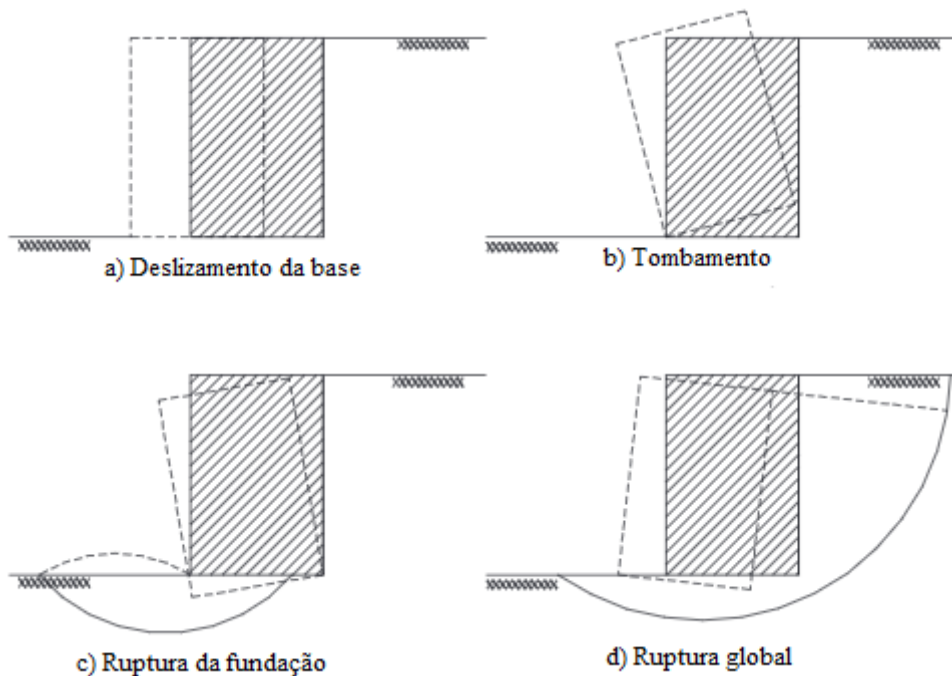 a) Deslizamento da base
b) Tombamento
c) Ruptura da fundação
d) Ruptura global